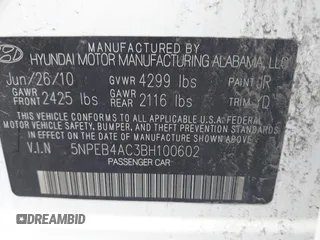 MANUFACTURED BY
HYUNDAI MOTOR MANUFACTURING ALABAMA, LLC
Jun/26/10 GVWR 4299 lbs PAINT JR
GAWR FRONT 2425 lbs GAWR REAR 2116 lbs TRIM YD
THIS VEHICLE CONFORMS TO ALL APPLICABLE U.S. FEDERAL
MOTOR VEHICLE SAFETY, BUMPER, AND THEFT PREVENTION STANDARDS
IN EFFECT ON THE DATE OF MANUFACTURE SHOWN ABOVE.
V.I.N 5NPEB4AC3BH100602
PASSENGER CAR
DREAMBID